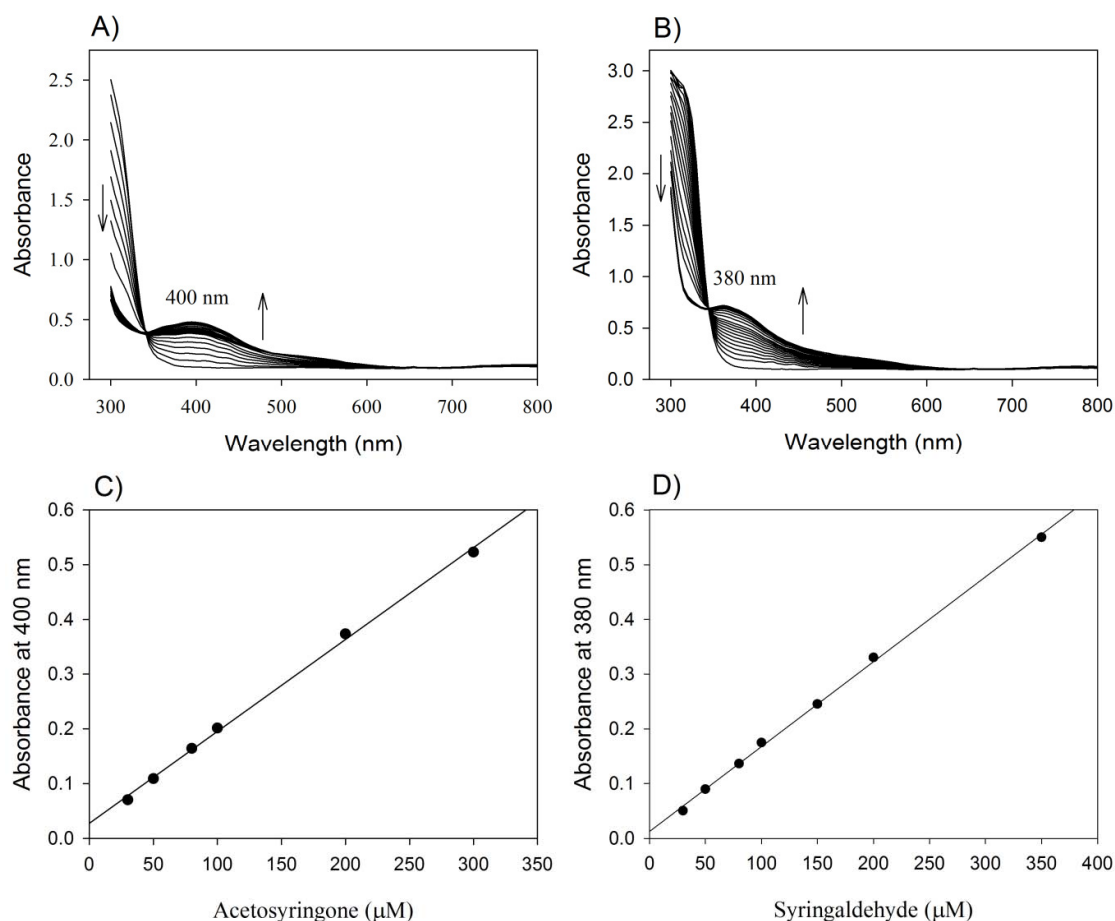 A)
2.5
2.0
1.5
1.0
0.5
0.0
Absorbance
400 nm
300 400 500 600 700 800
Wavelength (nm)
B)
3.0
2.5
2.0
1.5
1.0
0.5
0.0
Absorbance
380 nm
300 400 500 600 700 800
Wavelength (nm)
C)
0.6
0.5
0.4
0.3
0.2
0.1
0.0
Absorbance at 400 nm
0 50 100 150 200 250 300 350
Acetosyringone (µM)
D)
0.6
0.5
0.4
0.3
0.2
0.1
0.0
Absorbance at 380 nm
0 50 100 150 200 250 300 350 400
Syringaldehyde (µM)